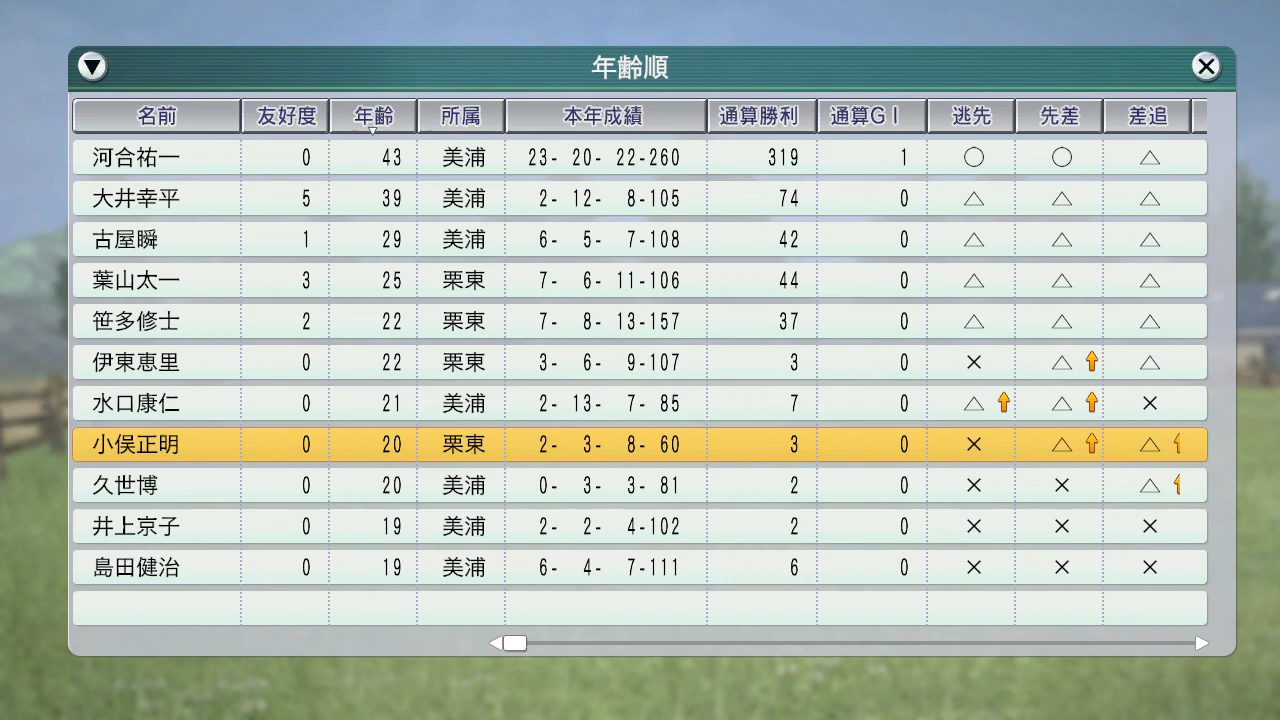 年齢順
名前 友好度 年齢 所属 本年成績 通算勝利 通算GⅠ 逃先 先差 差追
河合祐一 0 43 美浦 23- 20- 22-260 319 1 ○ ○ △
大井幸平 5 39 美浦 2- 12- 8-105 74 0 △ △ △
古屋瞬 1 29 美浦 6- 5- 7-108 42 0 △ △ △
葉山太一 3 25 栗東 7- 6- 11-106 44 0 △ △ △
笹多修士 2 22 栗東 7- 8- 13-157 37 0 △ △ △
伊東恵里 0 22 栗東 3- 6- 9-107 3 0 × △ △
水口康仁 0 21 美浦 2- 13- 7- 85 7 0 △ △ ×
小俣正明 0 20 栗東 2- 3- 8- 60 3 0 × △ △
久世博 0 20 美浦 0- 3- 3- 81 2 0 × × △
井上京子 0 19 美浦 2- 2- 4-102 2 0 × × ×
島田健治 0 19 美浦 6- 4- 7-111 6 0 × × ×